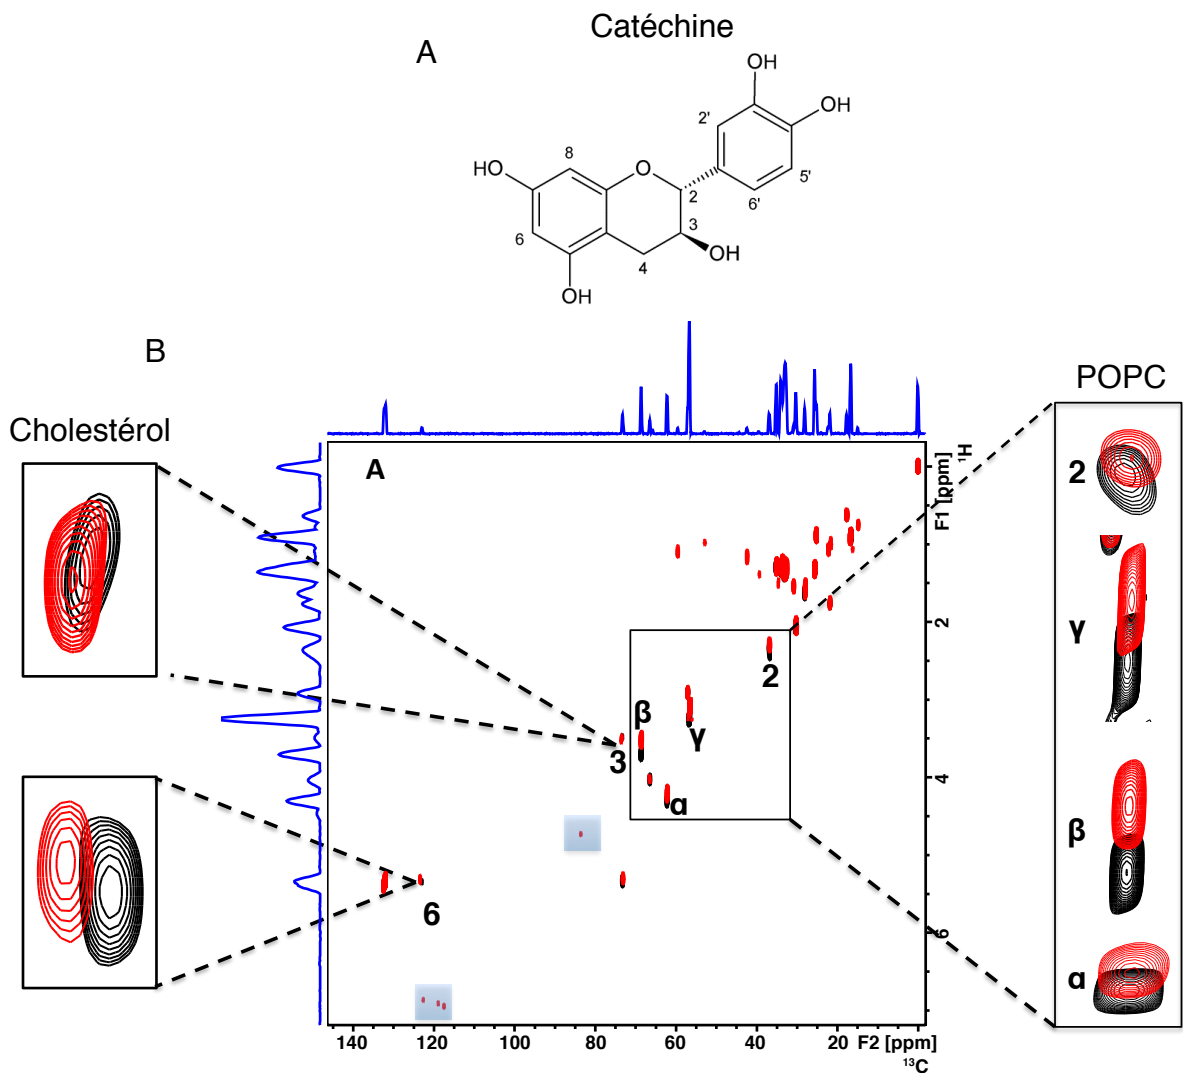 Catéchine
A
OH
OH
2'
8
HO
O
5'
2
6'
3
6
OH
4
OH
B
POPC
Cholestérol
A
F1 [ppm]
¹H
2
2
2
γ
β
γ
3
4
α
β
6
6
α
140
120
100
80
60
40
20
F2 [ppm]
¹³C